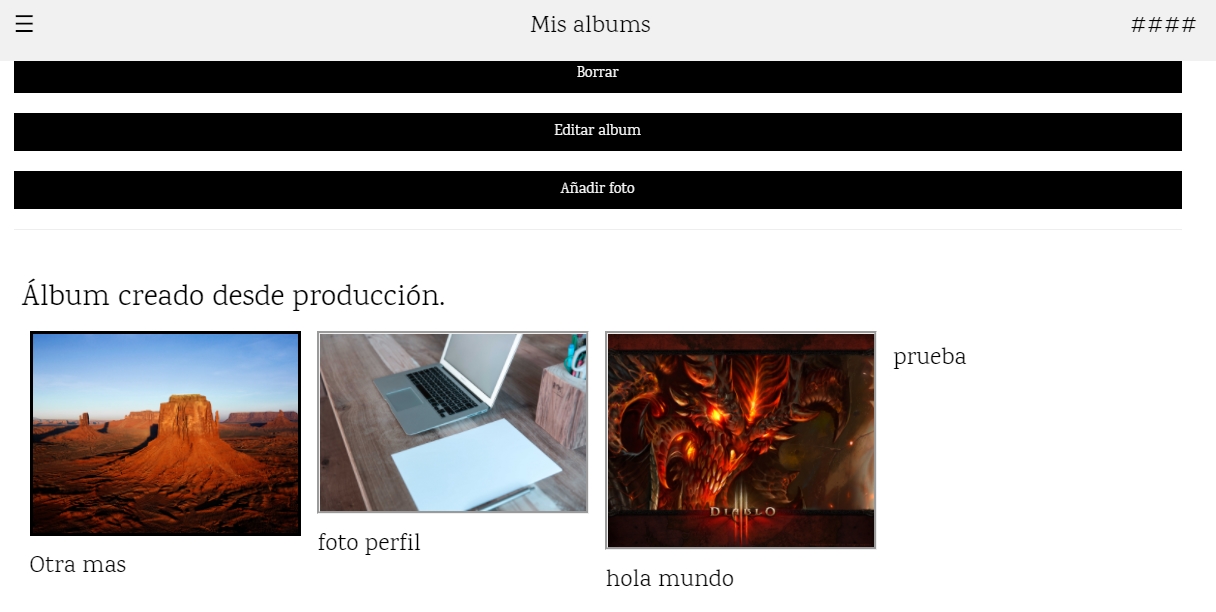 ☰ Mis albums ####
Borrar
Editar album
Añadir foto
Álbum creado desde producción.
Otra mas
foto perfil
DIABLO
III
hola mundo
prueba